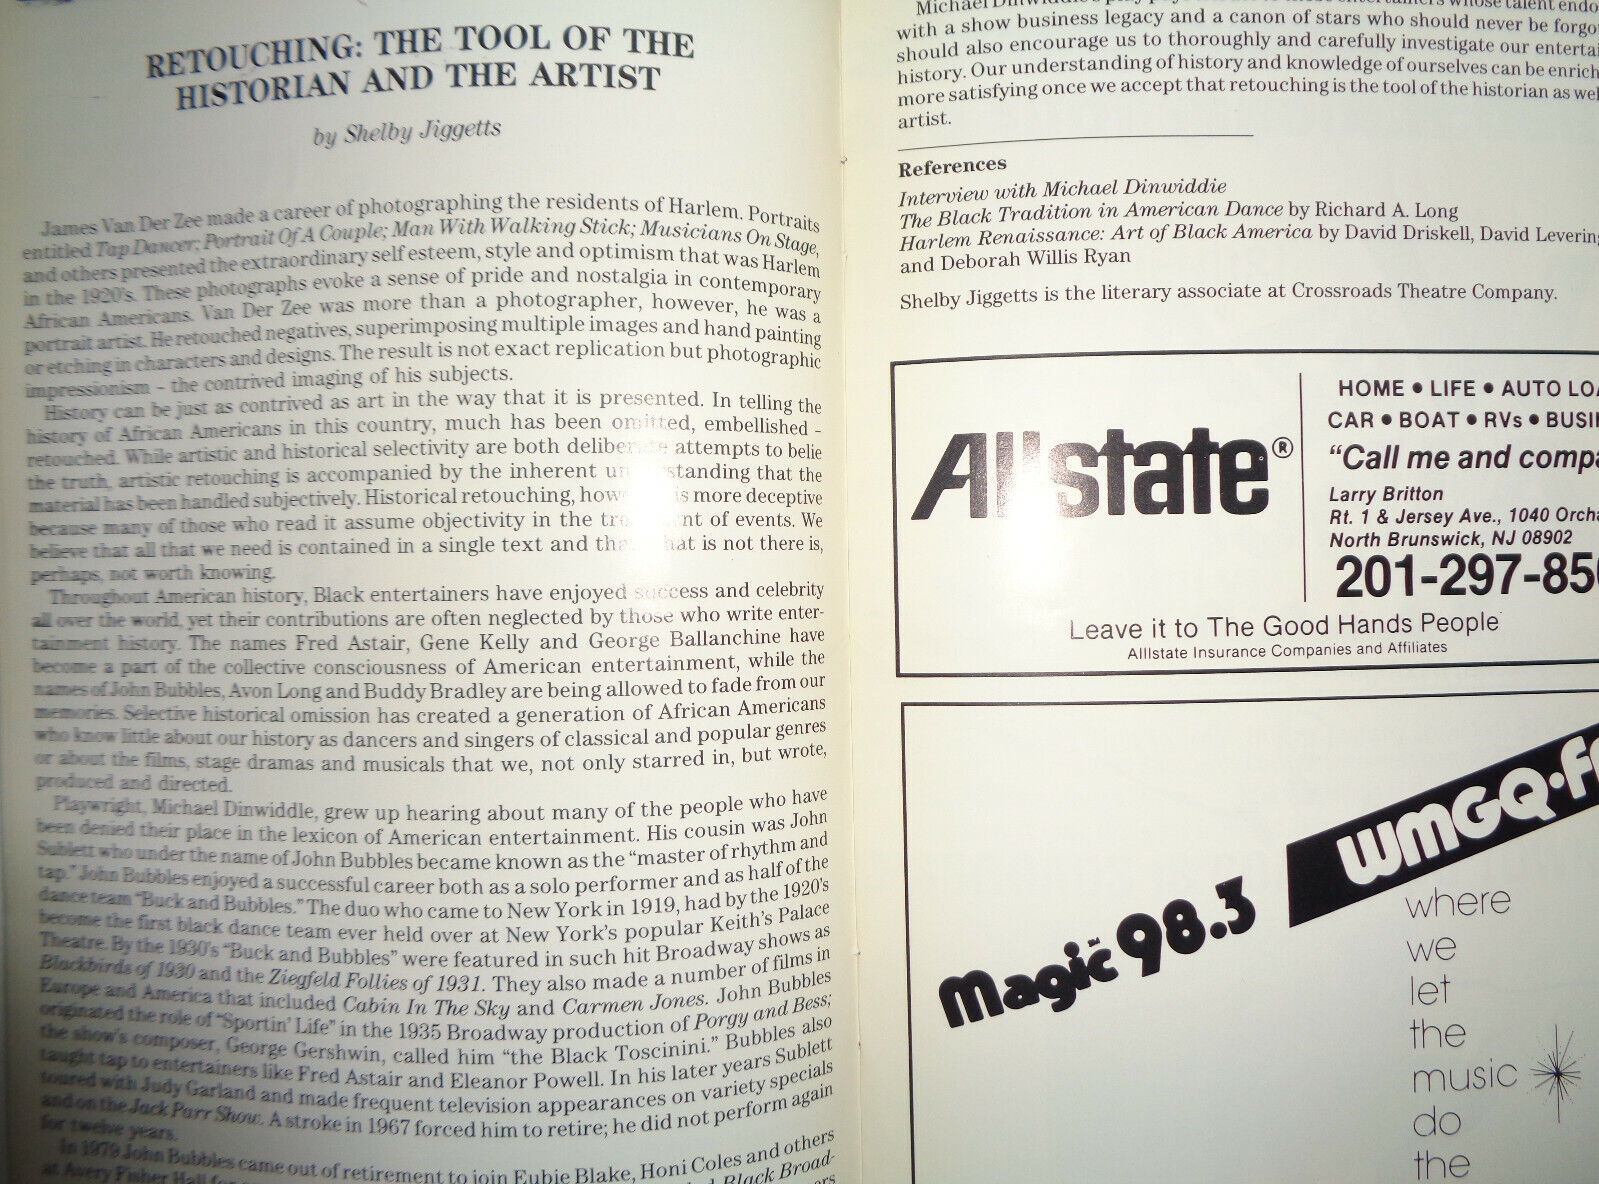 RETOUCHING: THE TOOL OF THE
HISTORIAN AND THE ARTIST
by Shelby Jiggetts
James Van Der Zee made a career of photographing the residents of Harlem. Portraits
entitled Tap Dancer; Portrait Of A Couple; Man With Walking Stick; Musicians On Stage,
and others presented the extraordinary self esteem, style and optimism that was Harlem
in the 1920's. These photographs evoke a sense of pride and nostalgia in contemporary
African Americans. Van Der Zee was more than a photographer, however, he was a
portrait artist. He retouched negatives, superimposing multiple images and hand painting
or etching in characters and designs. The result is not exact replication but photographic
impressionism – the contrived imaging of his subjects.
History can be just as contrived as art in the way that it is presented. In telling the
history of African Americans in this country, much has been omitted, embellished –
retouched. While artistic and historical selectivity are both deliberate attempts to belie
the truth, artistic retouching is accompanied by the inherent un standing that the
material has been handled subjectively. Historical retouching, how is more deceptive
because many of those who read it assume objectivity in the tr nt of events. We
believe that all that we need is contained in a single text and tha at is not there is,
perhaps, not worth knowing.
Throughout American history, Black entertainers have enjoyed success and celebrity
all over the world, yet their contributions are often neglected by those who write enter-
tainment history. The names Fred Astair, Gene Kelly and George Ballanchine have
become a part of the collective consciousness of American entertainment, while the
names of John Bubbles, Avon Long and Buddy Bradley are being allowed to fade from our
memories. Selective historical omission has created a generation of African Americans
who know little about our history as dancers and singers of classical and popular genres
or about the films, stage dramas and musicals that we, not only starred in, but wrote,
produced and directed.
Playwright, Michael Dinwiddle, grew up hearing about many of the people who have
been denied their place in the lexicon of American entertainment. His cousin was John
Sublett who under the name of John Bubbles became known as the "master of rhythm and
tap." John Bubbles enjoyed a successful career both as a solo performer and as half of the
dance team "Buck and Bubbles." The duo who came to New York in 1919, had by the 1920's
become the first black dance team ever held over at New York's popular Keith's Palace
Theatre. By the 1930's "Buck and Bubbles" were featured in such hit Broadway shows as
Blackbirds of 1930 and the Ziegfeld Follies of 1931. They also made a number of films in
Europe and America that included Cabin In The Sky and Carmen Jones. John Bubbles
originated the role of "Sportin' Life" in the 1935 Broadway production of Porgy and Bess;
the show's composer, George Gershwin, called him "the Black Toscinini." Bubbles also
taught tap to entertainers like Fred Astair and Eleanor Powell. In his later years Sublett
toured with Judy Garland and made frequent television appearances on variety specials
and on the Jack Parr Show. A stroke in 1967 forced him to retire; he did not perform again
for twelve years.
In 1979 John Bubbles came out of retirement to join Eubie Blake, Honi Coles and others
at Avery Fisher Hall for Black Broad-
Michael Dinwiddie's play whose talent endo
with a show business legacy and a canon of stars who should never be forgo
should also encourage us to thoroughly and carefully investigate our enterta
history. Our understanding of history and knowledge of ourselves can be enrich
more satisfying once we accept that retouching is the tool of the historian as wel
artist.
References
Interview with Michael Dinwiddie
The Black Tradition in American Dance by Richard A. Long
Harlem Renaissance: Art of Black America by David Driskell, David Levering
and Deborah Willis Ryan
Shelby Jiggetts is the literary associate at Crossroads Theatre Company.
Allstate®
HOME • LIFE • AUTO LOA
CAR • BOAT • RVs • BUSI
"Call me and compa
Larry Britton
Rt. 1 & Jersey Ave., 1040 Orcha
North Brunswick, NJ 08902
201-297-850
Leave it to The Good Hands People
Alllstate Insurance Companies and Affiliates
Magic 98.3
WMGQ•f
where
we
let
the
music
do
the